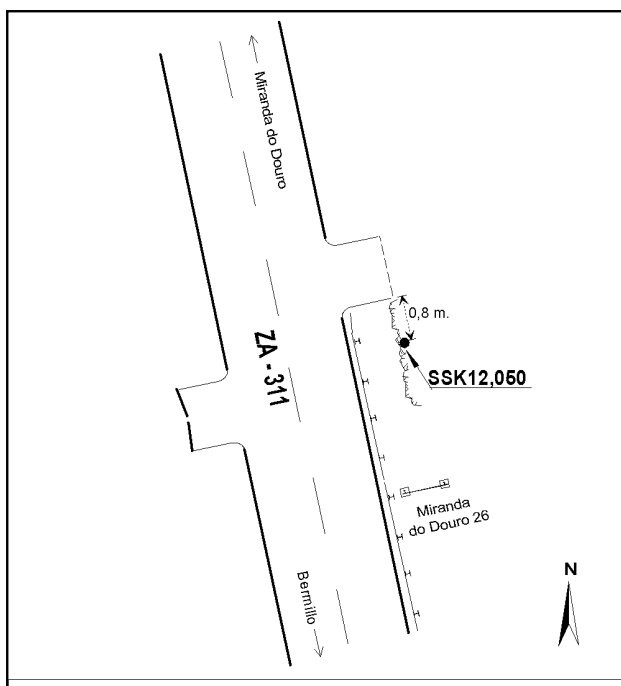 Miranda do Douro
0,8 m.
ZA - 311
SSK12,050
Miranda
do Douro 26
N
Bermillo